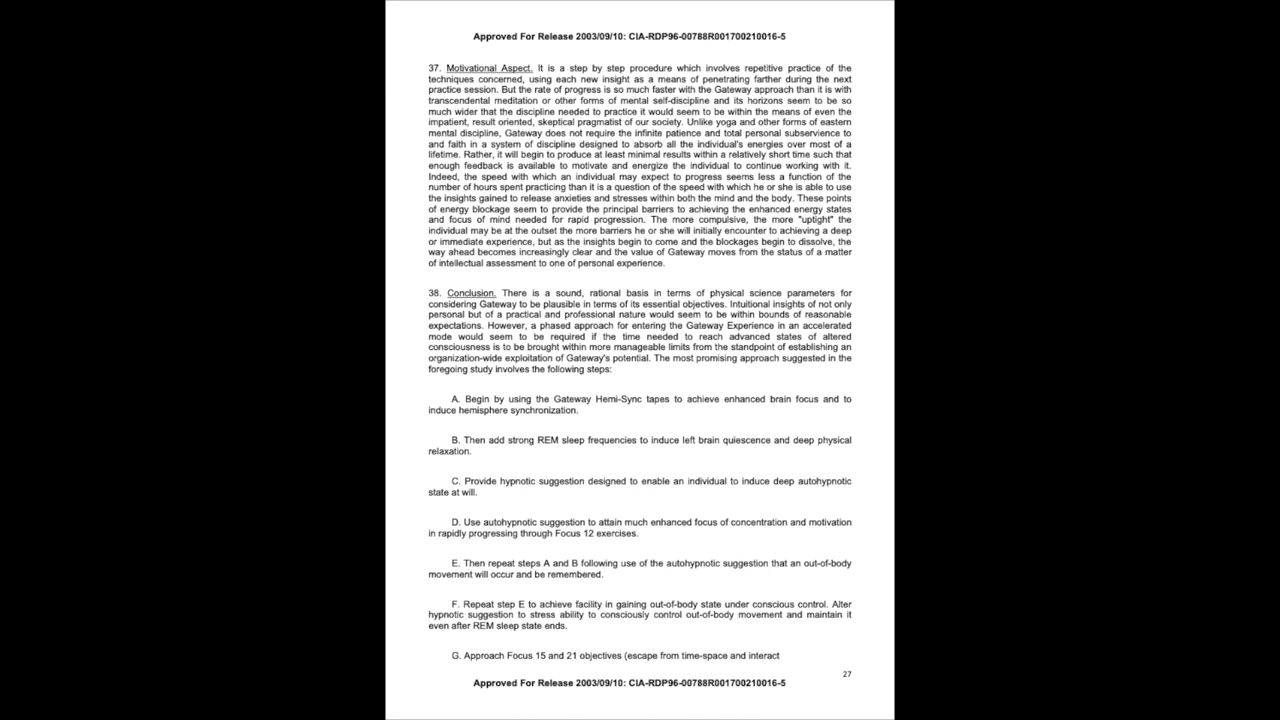 Approved For Release 2003/09/10: CIA-RDP96-00788R001700210016-5
37. Motivational Aspect. It is a step by step procedure which involves repetitive practice of the
techniques concerned, using each new insight as a means of penetrating farther during the next
practice session. But the rate of progress is so much faster with the Gateway approach than it is with
transcendental meditation or other forms of mental self-discipline and its horizons seem to be so
much wider that the discipline needed to practice it would seem to be within the means of even the
impatient, result oriented, skeptical pragmatist of our society. Unlike yoga and other forms of eastern
mental discipline, Gateway does not require the infinite patience and total personal subservience to
and faith in a system of discipline designed to absorb all the individual's energies over most of a
lifetime. Rather, it will begin to produce at least minimal results within a relatively short time such that
enough feedback is available to motivate and energize the individual to continue working with it.
Indeed, the speed with which an individual may expect to progress seems less a function of the
number of hours spent practicing than it is a question of the speed with which he or she is able to use
the insights gained to release anxieties and stresses within both the mind and the body. These points
of energy blockage seem to provide the principal barriers to achieving the enhanced energy states
and focus of mind needed for rapid progression. The more compulsive, the more "uptight" the
individual may be at the outset the more barriers he or she will initially encounter to achieving a deep
or immediate experience, but as the insights begin to come and the blockages begin to dissolve, the
way ahead becomes increasingly clear and the value of Gateway moves from the status of a matter
of intellectual assessment to one of personal experience.
38. Conclusion. There is a sound, rational basis in terms of physical science parameters for
considering Gateway to be plausible in terms of its essential objectives. Intuitional insights of not only
personal but of a practical and professional nature would seem to be within bounds of reasonable
expectations. However, a phased approach for entering the Gateway Experience in an accelerated
mode would seem to be required if the time needed to reach advanced states of altered
consciousness is to be brought within more manageable limits from the standpoint of establishing an
organization-wide exploitation of Gateway's potential. The most promising approach suggested in the
foregoing study involves the following steps:
A. Begin by using the Gateway Hemi-Sync tapes to achieve enhanced brain focus and to
induce hemisphere synchronization.
B. Then add strong REM sleep frequencies to induce left brain quiescence and deep physical
relaxation.
C. Provide hypnotic suggestion designed to enable an individual to induce deep autohypnotic
state at will.
D. Use autohypnotic suggestion to attain much enhanced focus of concentration and motivation
in rapidly progressing through Focus 12 exercises.
E. Then repeat steps A and B following use of the autohypnotic suggestion that an out-of-body
movement will occur and be remembered.
F. Repeat step E to achieve facility in gaining out-of-body state under conscious control. Alter
hypnotic suggestion to stress ability to consciously control out-of-body movement and maintain it
even after REM sleep state ends.
G. Approach Focus 15 and 21 objectives (escape from time-space and interact
27
Approved For Release 2003/09/10: CIA-RDP96-00788R001700210016-5